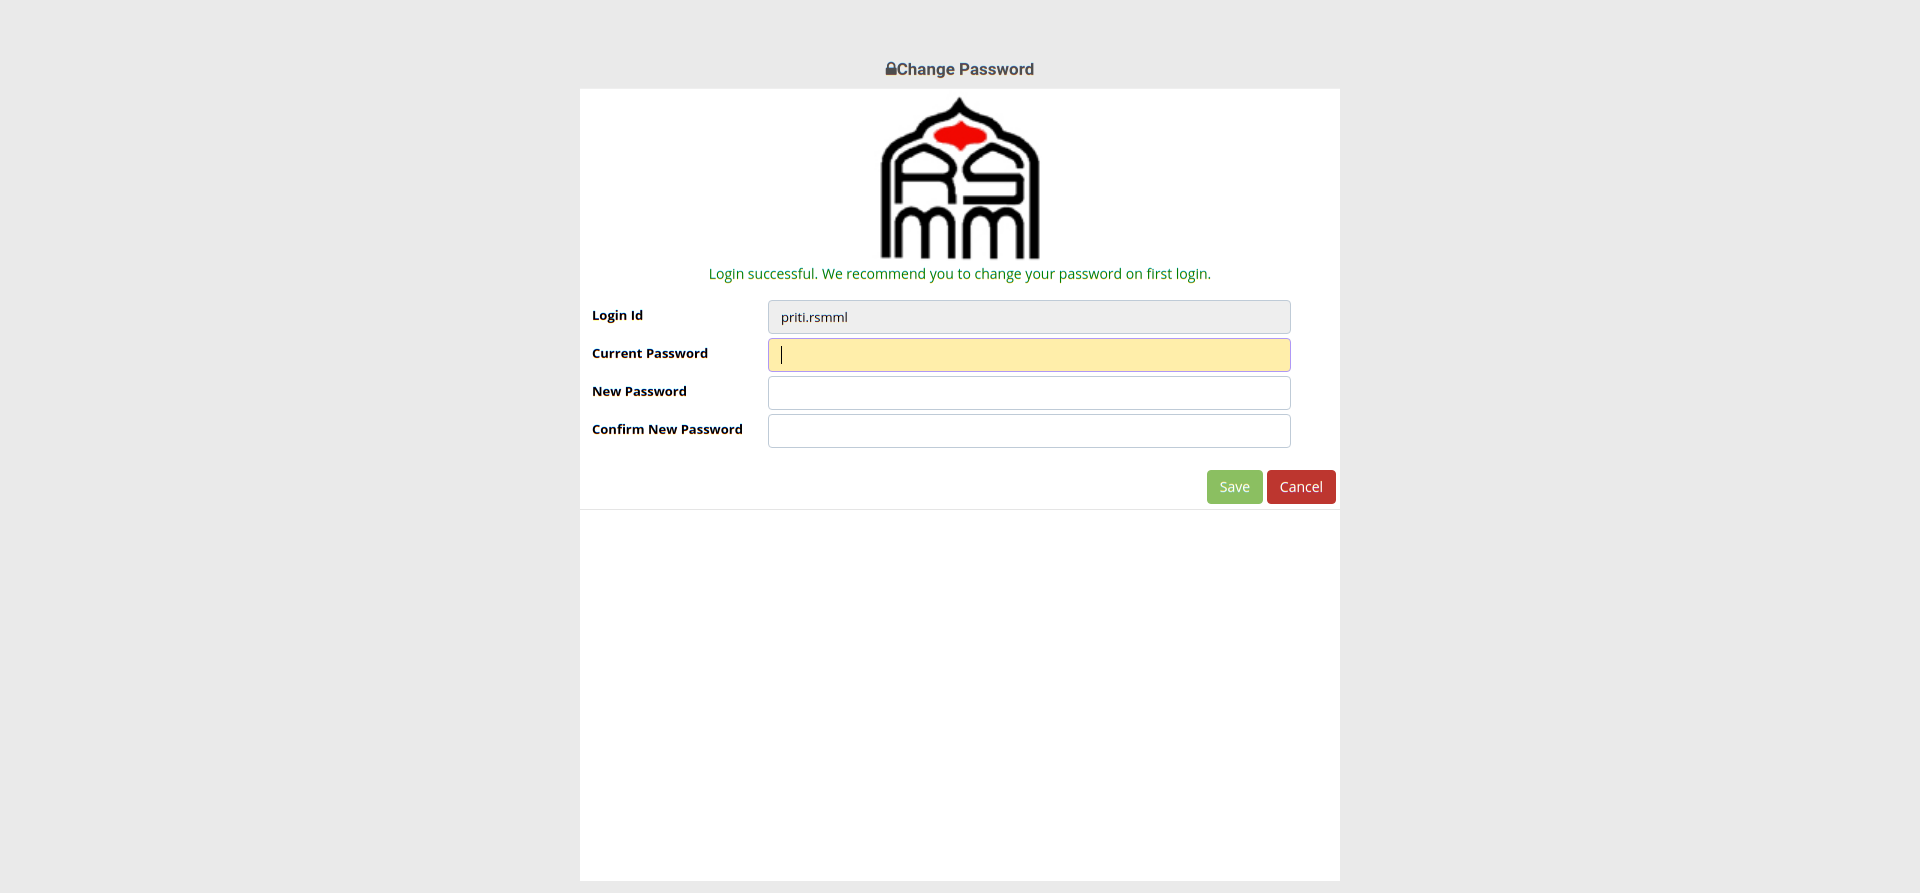 Change Password
RS
mm
Login successful. We recommend you to change your password on first login.
Login Id
priti.rsmml
Current Password
New Password
Confirm New Password
Save Cancel